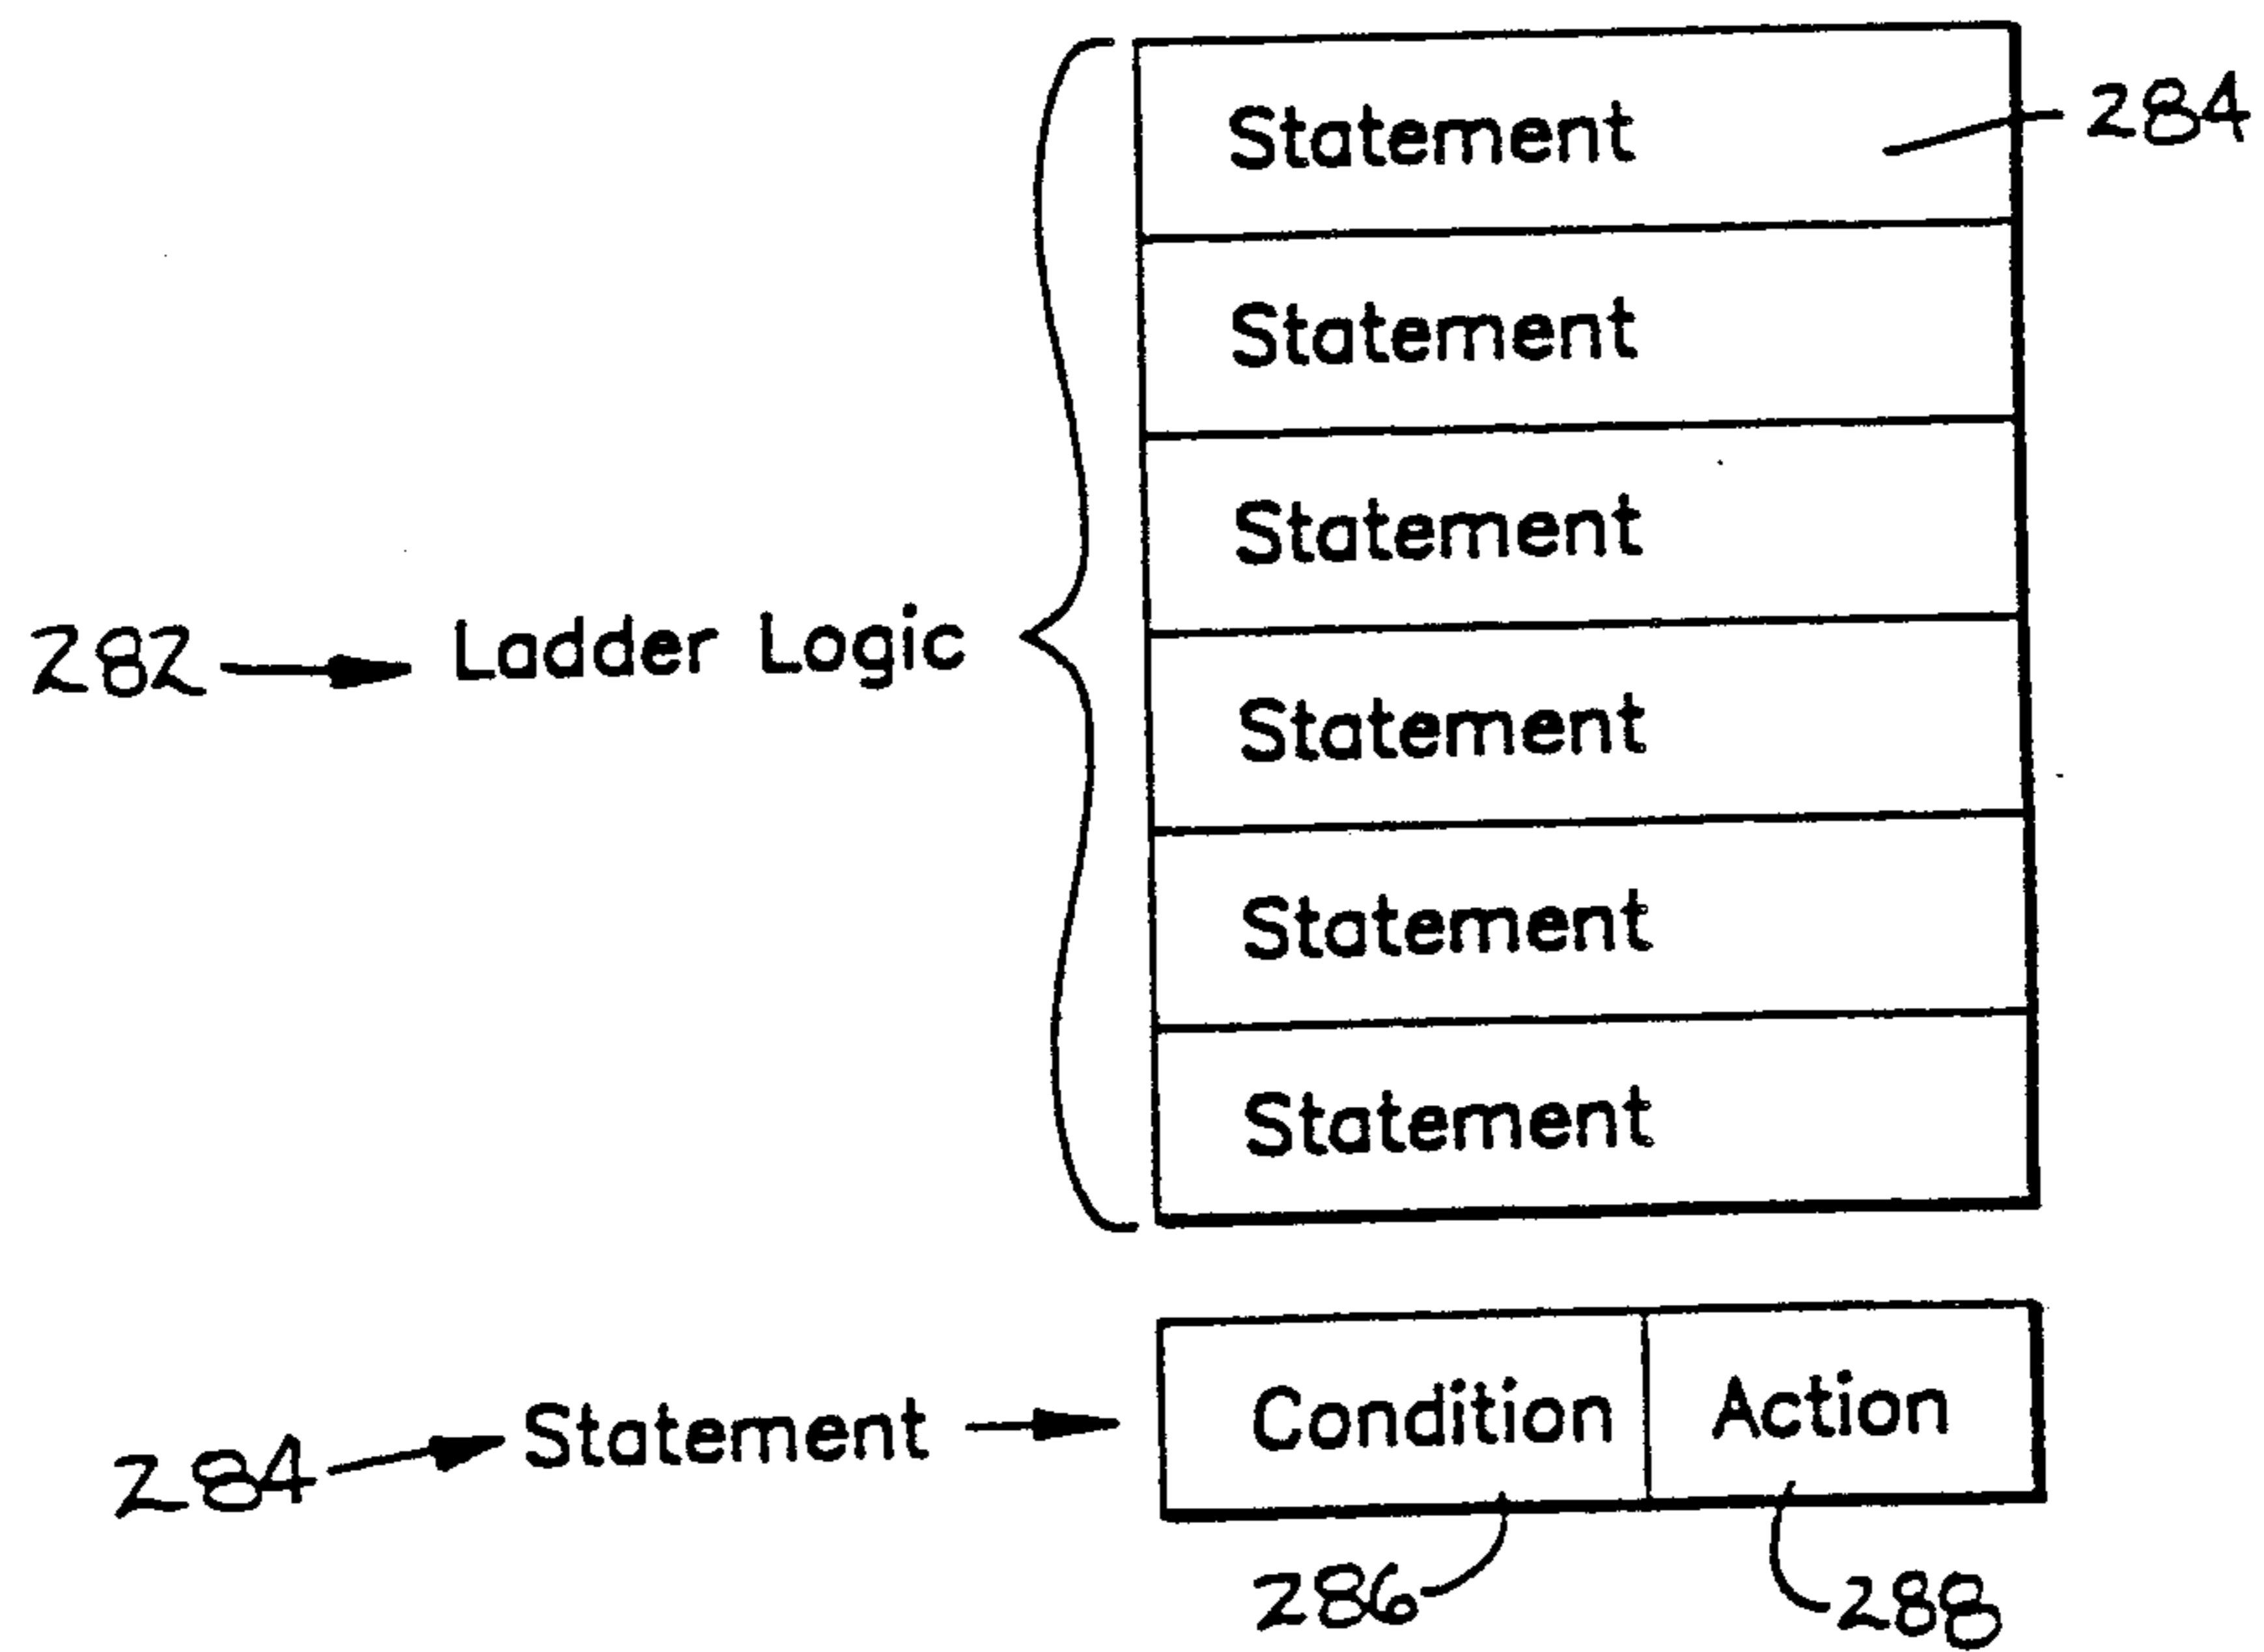 Statement 284
Statement
Statement
282 Ladder Logic
Statement
Statement
Statement
284 Statement Condition Action
286 288